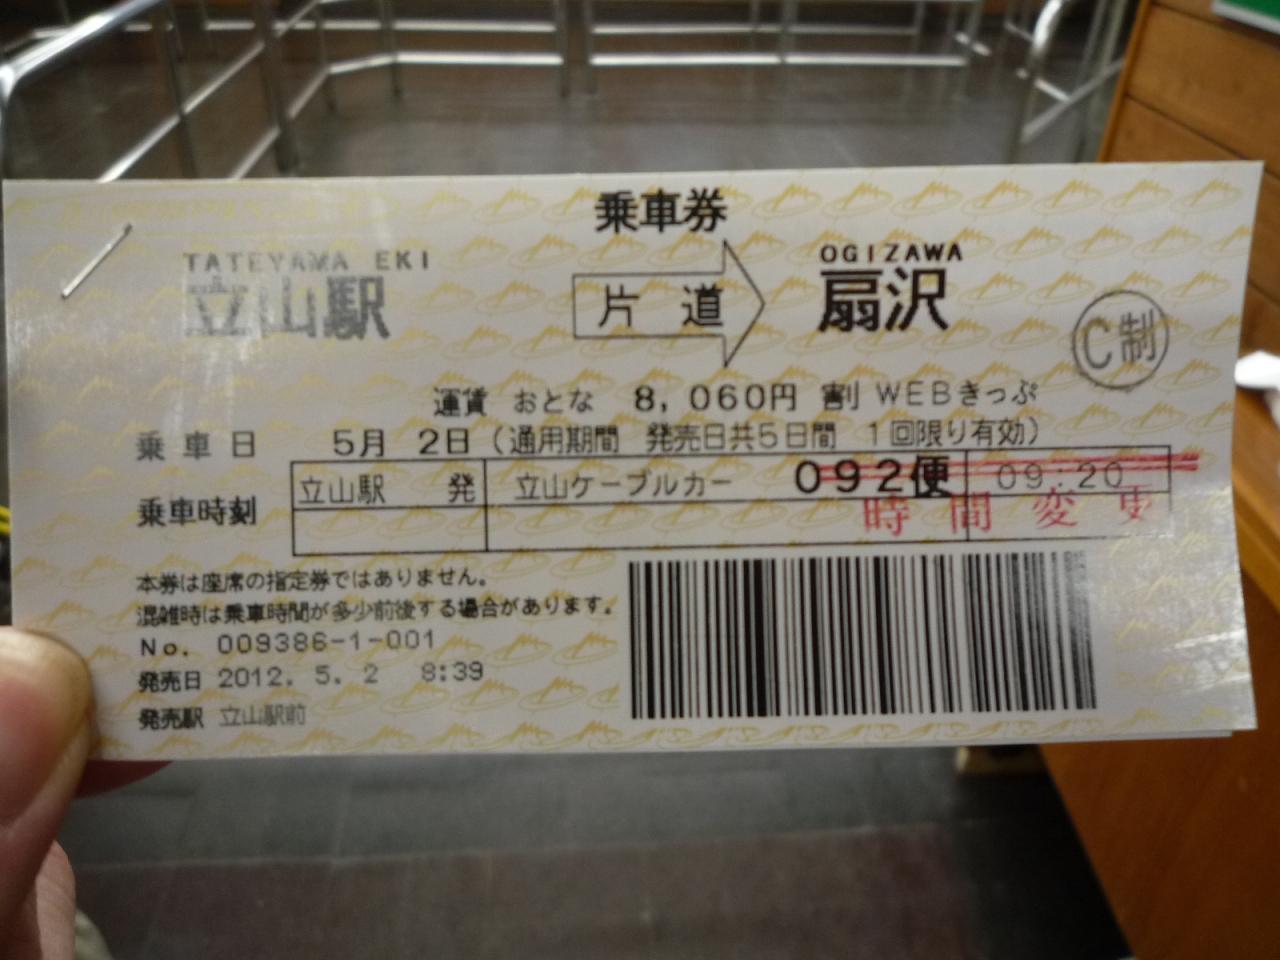 乗車券
TATEYAMA EKI
立山駅
片道
OGIZAWA
扇沢
C制
運賃 おとな 8,060円 割 WEBきっぷ
乗車日 5月 2日 (通用期間 発売日共5日間 1回限り有効)
乗車時刻
立山駅 発 立山ケーブルカー 092便 09:20
時間変更
本券は座席の指定券ではありません。
混雑時は乗車時間が多少前後する場合があります。
No. 009386-1-001
発売日 2012. 5. 2 8:39
発売駅 立山駅前